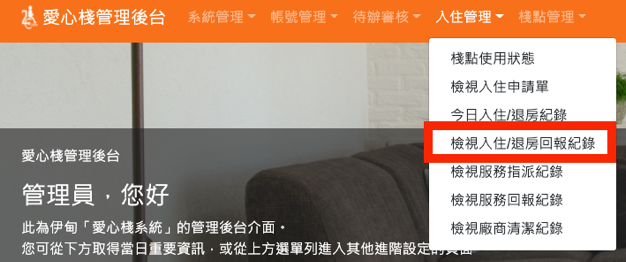 愛心棧管理後台 系統管理 帳號管理 待辦審核 入住管理 棧點管理
棧點使用狀態
檢視入住申請單
今日入住/退房紀錄
檢視入住/退房回報紀錄
檢視服務指派紀錄
檢視服務回報紀錄
檢視廠商清潔紀錄
愛心棧管理後台
管理員，您好
此為伊甸「愛心棧系統」的管理後台介面。
您可從下方取得當日重要資訊，或從上方選單列進入其他進階設定的頁面。